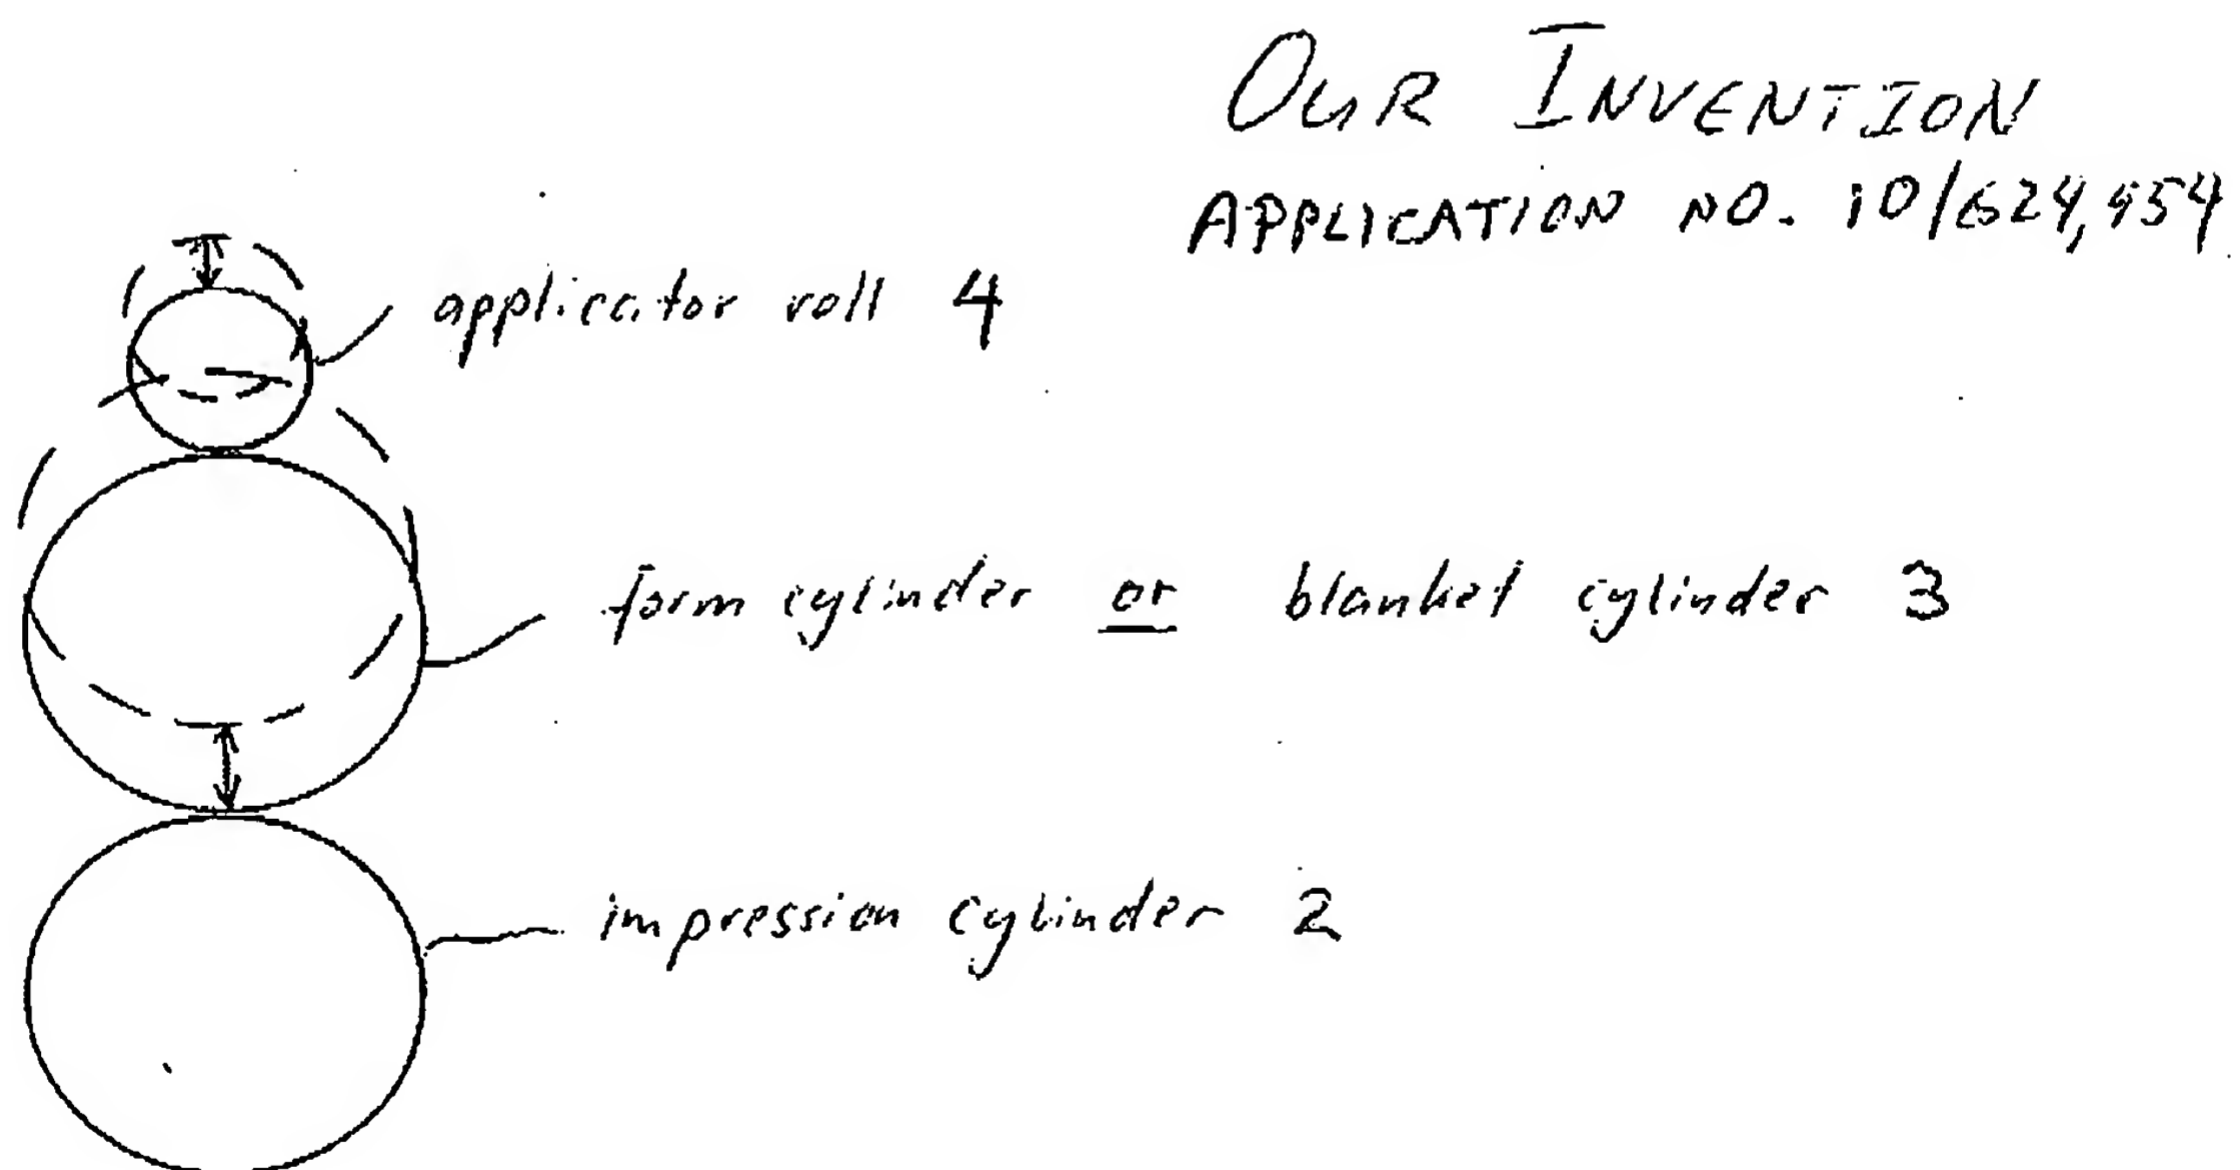 OUR INVENTION
APPLICATION NO. 10/624,954
applicator roll 4
form cylinder or blanket cylinder 3
impression cylinder 2